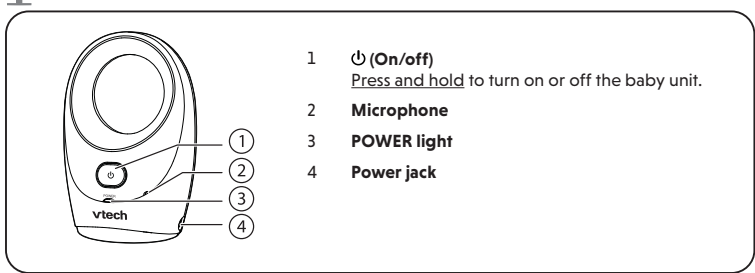 1 ⏻ (On/off)
Press and hold to turn on or off the baby unit.
2 Microphone
3 POWER light
4 Power jack
1
2
POWER
3
vtech
4